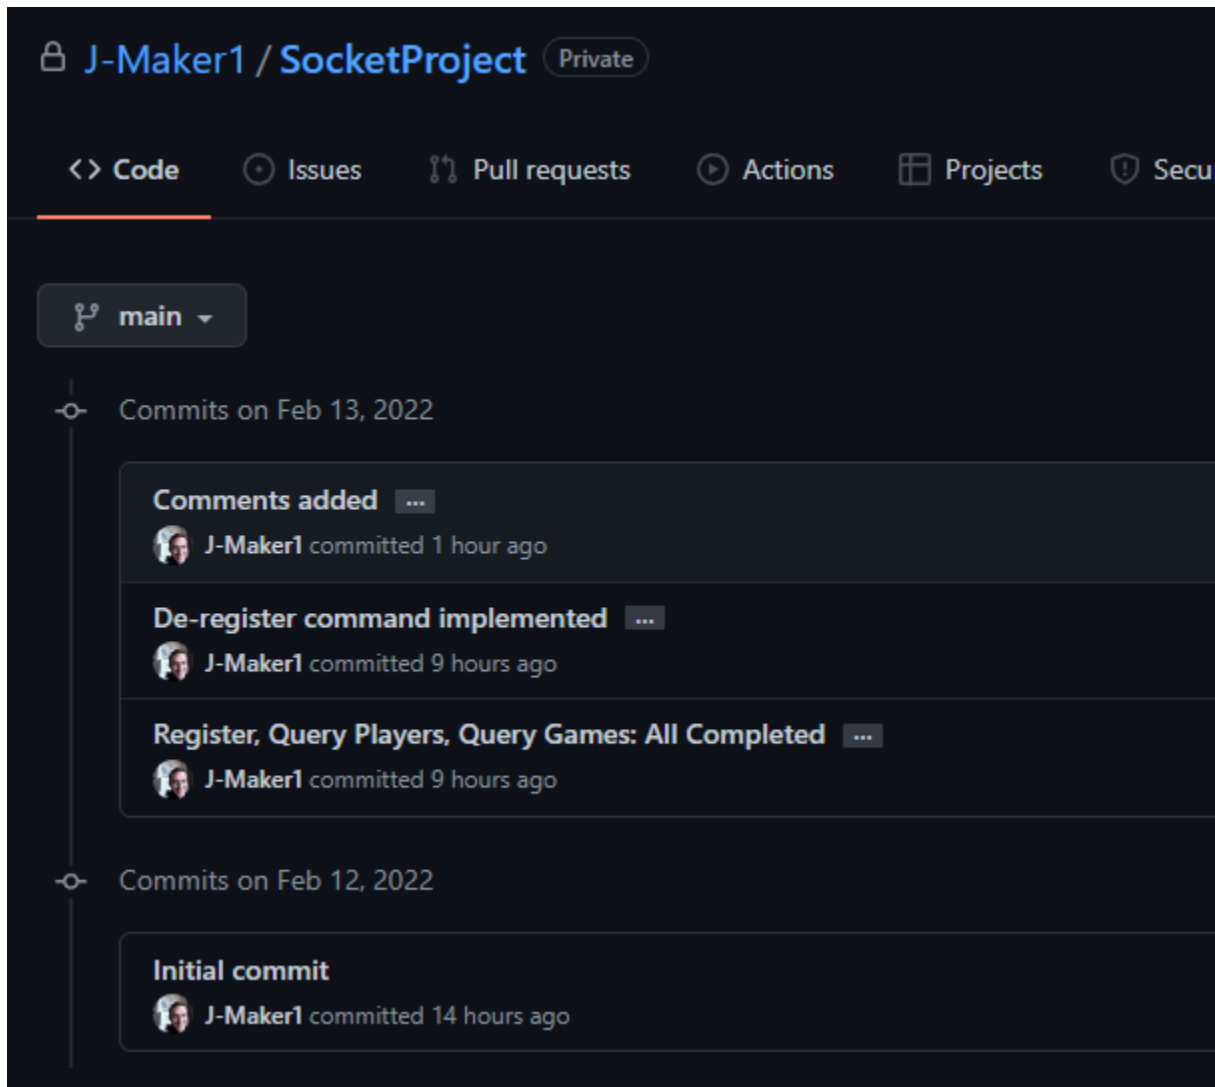 J-Maker1 / SocketProject Private
Code Issues Pull requests Actions Projects Secu
main
Commits on Feb 13, 2022
Comments added ...
J-Maker1 committed 1 hour ago
De-register command implemented ...
J-Maker1 committed 9 hours ago
Register, Query Players, Query Games: All Completed ...
J-Maker1 committed 9 hours ago
Commits on Feb 12, 2022
Initial commit
J-Maker1 committed 14 hours ago